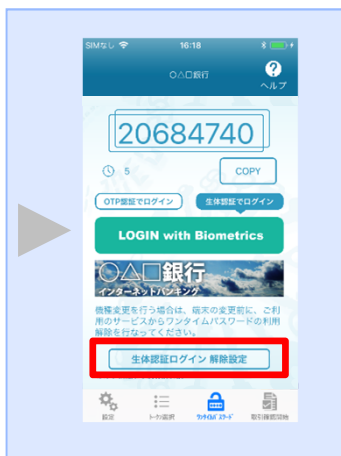 SIMなし 16:18
○△□銀行
?
ヘルプ
20684740
5 COPY
OTP認証でログイン 生体認証でログイン
LOGIN with Biometrics
○△□銀行
インターネットバンキング
機種変更を行う場合は、端末の変更前に、ご利
用のサービスからワンタイムパスワードの利用
解除を行なってください。
生体認証ログイン 解除設定
設定 トークン選択 ワンタイムパスワード 取引画面開始